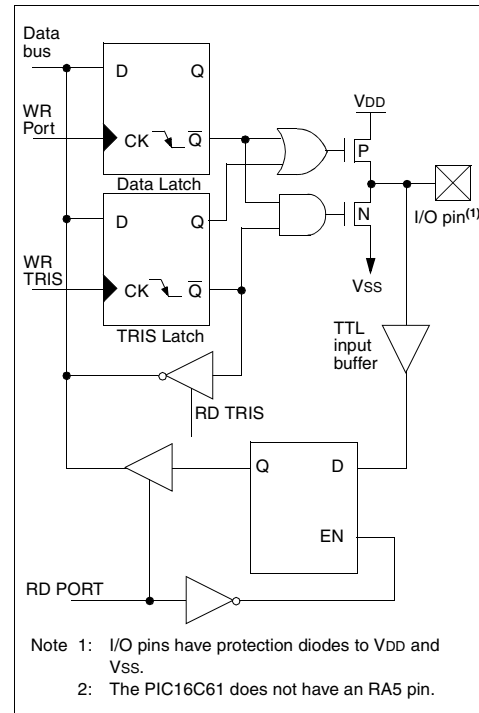 Data
bus
D Q
WR
Port
CK Q
Data Latch
VDD
P
N
I/O pin(1)
VSS
D Q
WR
TRIS
CK Q
TRIS Latch
TTL
input
buffer
RD TRIS
Q D
EN
RD PORT
Note 1: I/O pins have protection diodes to VDD and
VSS.
2: The PIC16C61 does not have an RA5 pin.